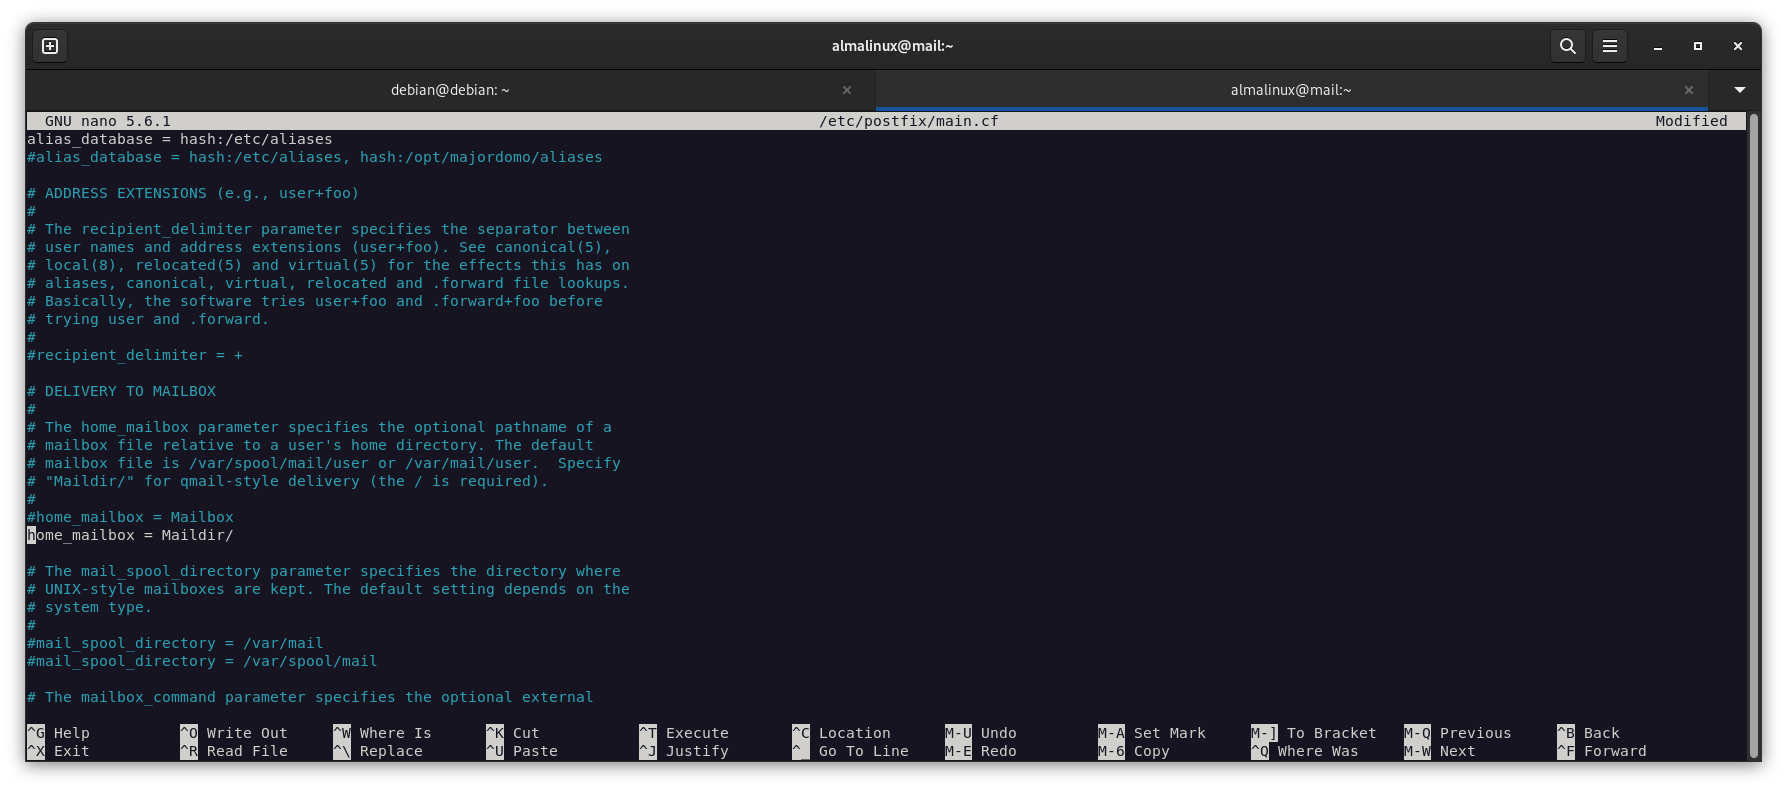 almalinux@mail:~
debian@debian: ~
almalinux@mail:~
GNU nano 5.6.1 /etc/postfix/main.cf Modified
alias_database = hash:/etc/aliases
#alias_database = hash:/etc/aliases, hash:/opt/majordomo/aliases
# ADDRESS EXTENSIONS (e.g., user+foo)
#
# The recipient_delimiter parameter specifies the separator between
# user names and address extensions (user+foo). See canonical(5),
# local(8), relocated(5) and virtual(5) for the effects this has on
# aliases, canonical, virtual, relocated and .forward file lookups.
# Basically, the software tries user+foo and .forward+foo before
# trying user and .forward.
#
#recipient_delimiter = +
# DELIVERY TO MAILBOX
#
# The home_mailbox parameter specifies the optional pathname of a
# mailbox file relative to a user's home directory. The default
# mailbox file is /var/spool/mail/user or /var/mail/user.  Specify
# "Maildir/" for qmail-style delivery (the / is required).
#
#home_mailbox = Mailbox
home_mailbox = Maildir/
# The mail_spool_directory parameter specifies the directory where
# UNIX-style mailboxes are kept. The default setting depends on the
# system type.
#
#mail_spool_directory = /var/mail
#mail_spool_directory = /var/spool/mail
# The mailbox_command parameter specifies the optional external
^G Help ^O Write Out ^W Where Is ^K Cut ^T Execute ^C Location M-U Undo M-A Set Mark M-] To Bracket M-Q Previous ^B Back
^X Exit ^R Read File ^\ Replace ^U Paste ^J Justify ^_ Go To Line M-E Redo M-6 Copy ^Q Where Was M-W Next ^F Forward